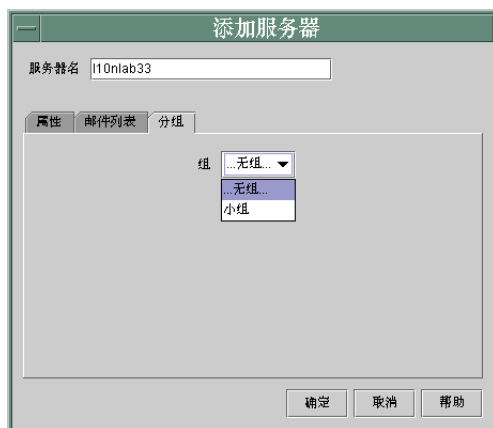 添加服务器
服务器名 l10nlab33
属性 邮件列表 分组
组 ...无组...
...无组...
小组
确定 取消 帮助